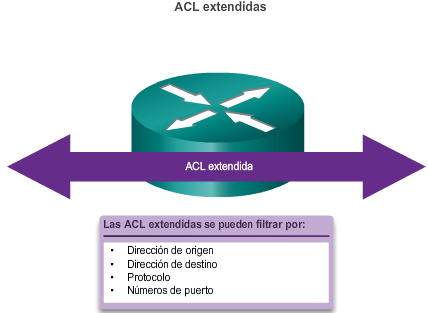 ACL extendidas
ACL extendida
Las ACL extendidas se pueden filtrar por:
• Dirección de origen
• Dirección de destino
• Protocolo
• Números de puerto